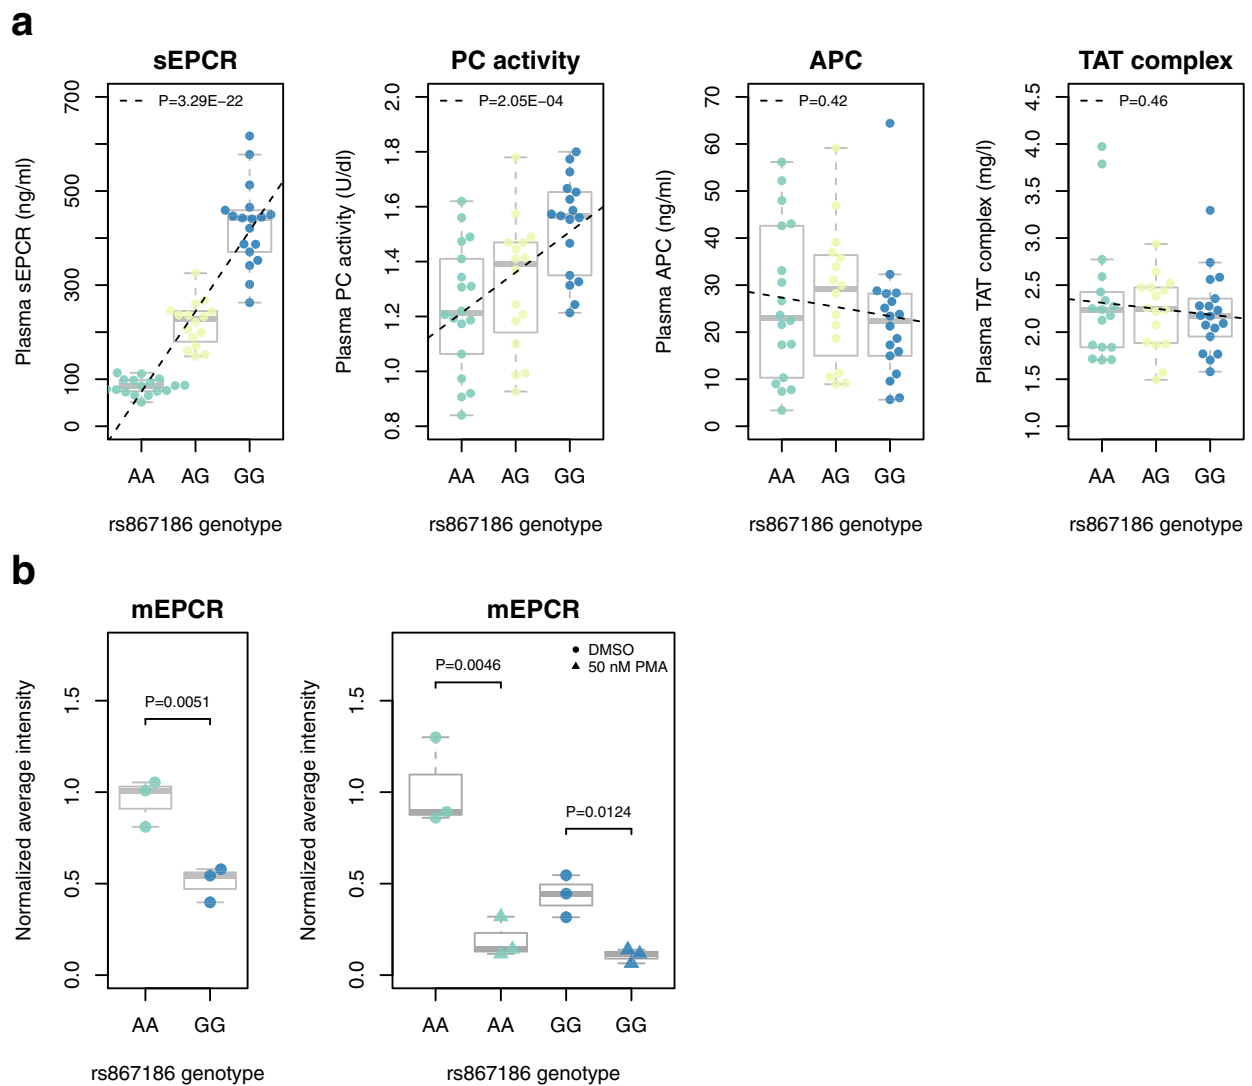 a
sEPCR
PC activity
APC
TAT complex
P=3.29E−22
P=2.05E−04
P=0.42
P=0.46
Plasma sEPCR (ng/ml)
700
500
300
100
0
Plasma PC activity (U/dl)
2.0
1.8
1.6
1.4
1.2
1.0
0.8
Plasma APC (ng/ml)
70
60
50
40
30
20
10
0
Plasma TAT complex (mg/l)
4.5
4.0
3.5
3.0
2.5
2.0
1.5
1.0
AA AG GG
AA AG GG
AA AG GG
AA AG GG
rs867186 genotype
rs867186 genotype
rs867186 genotype
rs867186 genotype
b
mEPCR
mEPCR
Normalized average intensity
1.5
1.0
0.5
0.0
P=0.0051
AA GG
rs867186 genotype
Normalized average intensity
1.5
1.0
0.5
0.0
DMSO
50 nM PMA
P=0.0046
P=0.0124
AA AA GG GG
rs867186 genotype